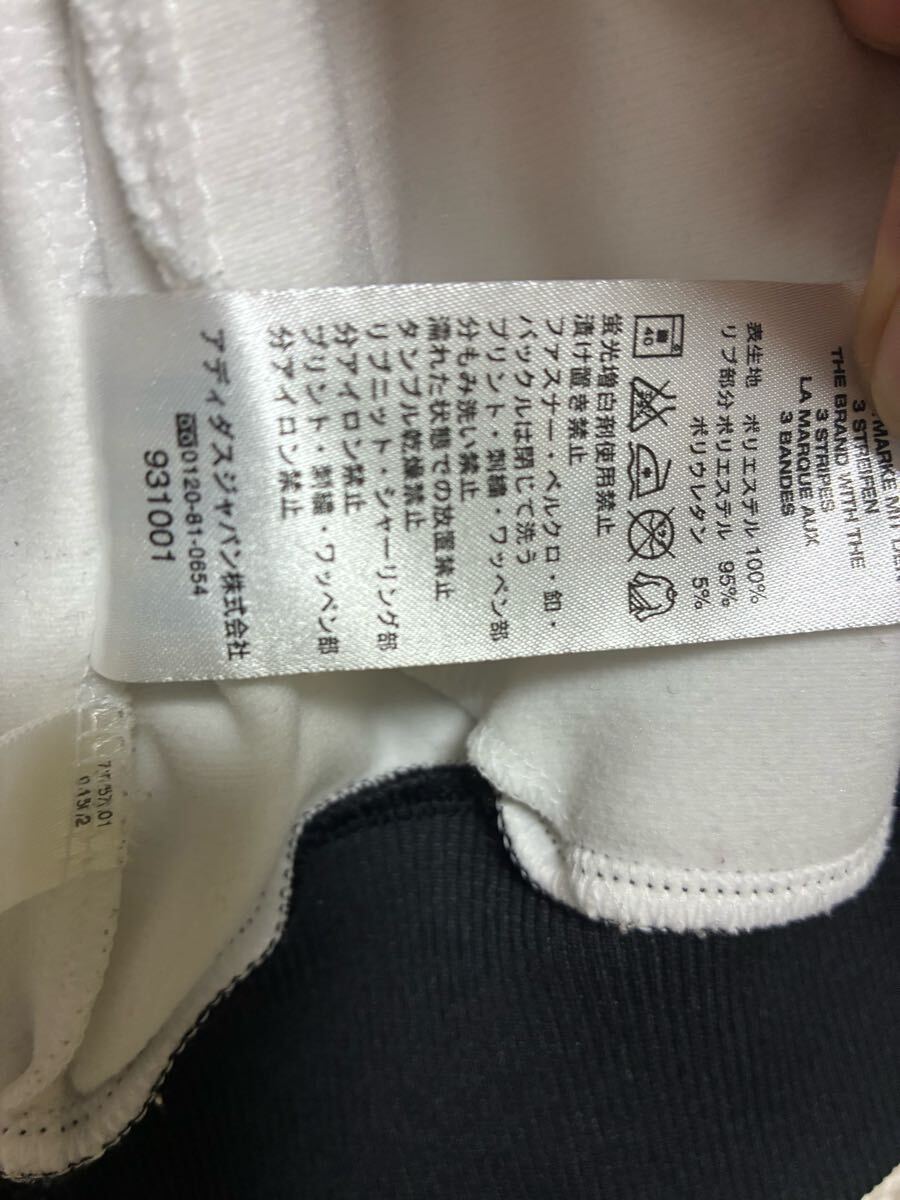 3 STREIFEN
THE BRAND WITH THE
3 STRIPES
LA MARQUE AUX
3 BANDES
表生地 ポリエステル 100%
リブ部分 ポリエステル 95%
ポリウレタン 5%
40
蛍光増白剤使用禁止
漬け置き禁止
ファスナー・ベルクロ・釦・
バックルは閉じて洗う
プリント・刺繍・ワッペン部
分もみ洗い禁止
濡れた状態での放置禁止
タンブル乾燥禁止
リブニット・シャーリング部
分アイロン禁止
プリント・刺繍・ワッペン部
分アイロン禁止
アディダスジャパン株式会社
0120-81-0654
931001